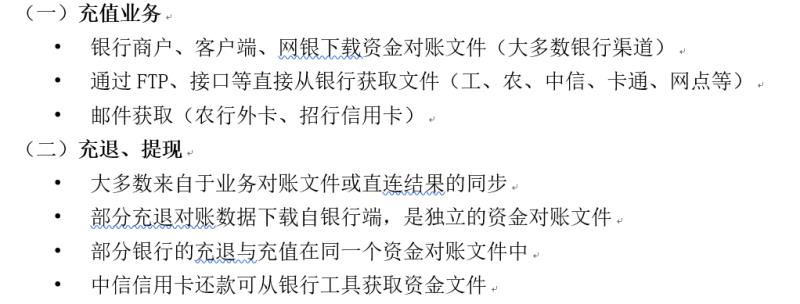 （一）充值业务
• 银行商户、客户端、网银下载资金对账文件（大多数银行渠道）
• 通过 FTP、接口等直接从银行获取文件（工、农、中信、卡通、网点等）
• 邮件获取（农行外卡、招行信用卡）
（二）充退、提现
• 大多数来自于业务对账文件或直连结果的同步
• 部分充退对账数据下载自银行端，是独立的资金对账文件
• 部分银行的充退与充值在同一个资金对账文件中
• 中信信用卡还款可从银行工具获取资金文件